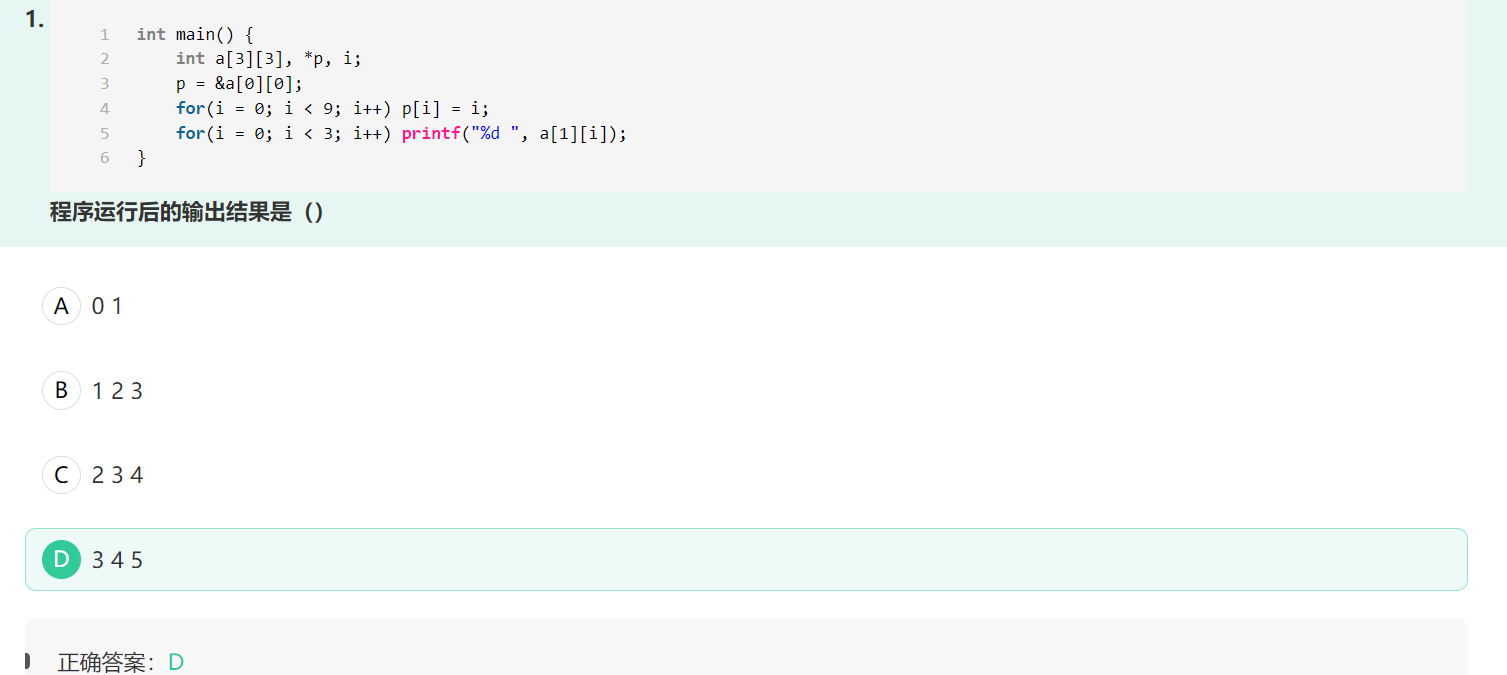 1.
1 int main() {
2 int a[3][3], *p, i;
3 p = &a[0][0];
4 for(i = 0; i < 9; i++) p[i] = i;
5 for(i = 0; i < 3; i++) printf("%d ", a[1][i]);
6 }
程序运行后的输出结果是（）
A 0 1
B 1 2 3
C 2 3 4
D 3 4 5
正确答案：D